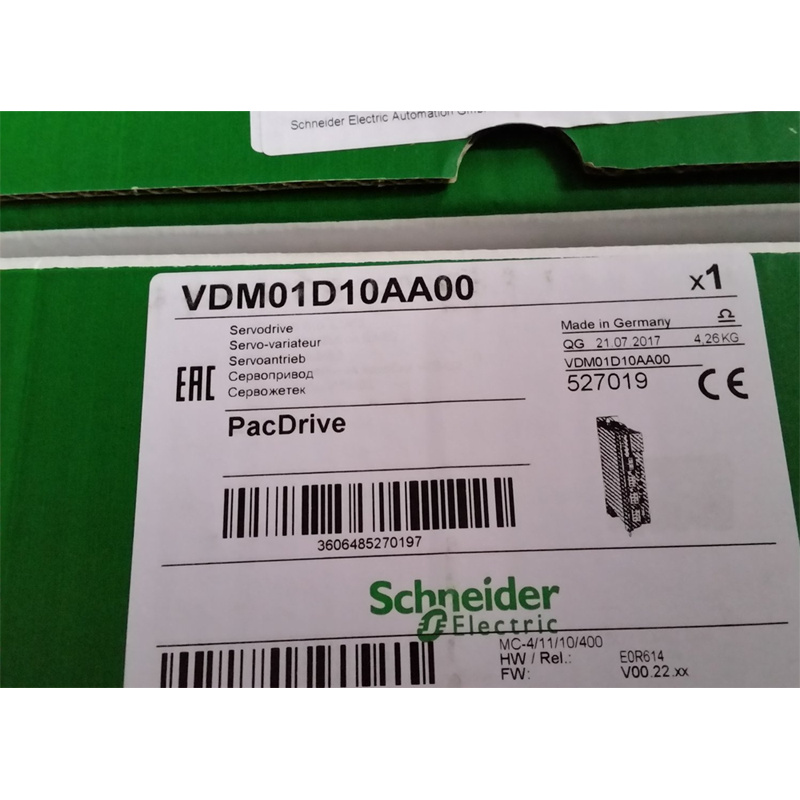 Schneider Electric Automation
VDM01D10AA00
x1
Servodrive
Servo-variateur
Servoantrieb
Сервопривод
Сервожетек
EAC
Made in Germany
QG 21.07.2017 4,26KG
VDM01D10AA00
527019
CE
PacDrive
3606485270197
Schneider
Electric
MC-4/11/10/400
HW / Rel.: E0R614
FW: V00.22.xx